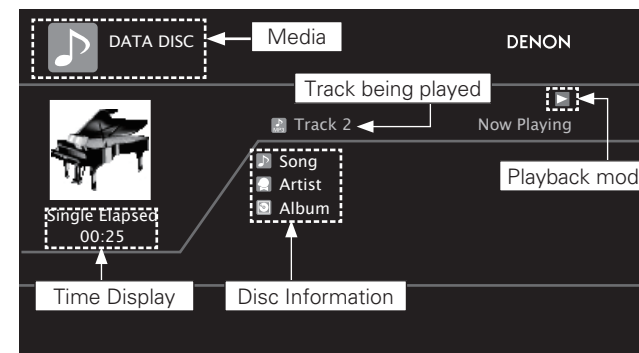 DATA DISC
Media
DENON
Track being played
MP3
Track 2
Now Playing
Song
Artist
Album
Playback mod
Single Elapsed
00:25
Time Display
Disc Information